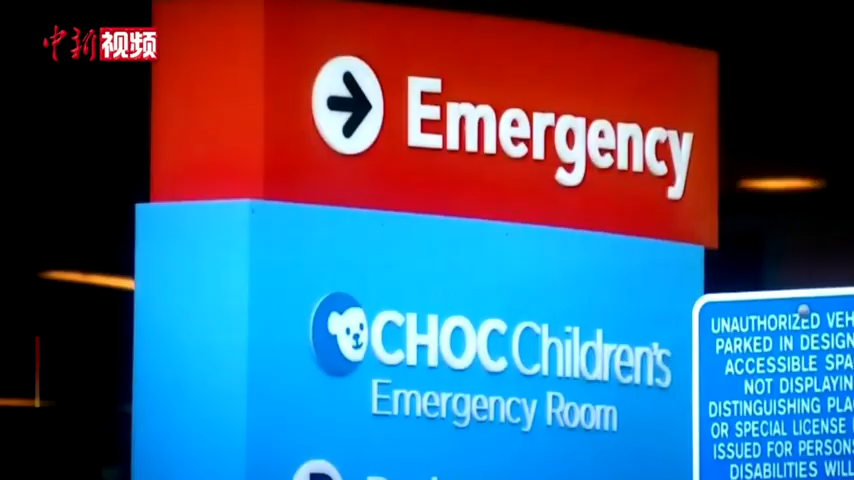 中新视频
Emergency
CHOC Children's
Emergency Room
P
UNAUTHORIZED VEH
PARKED IN DESIGN
ACCESSIBLE SPA
NOT DISPLAYIN
DISTINGUISHING PLA
OR SPECIAL LICENSE
ISSUED FOR PERSONS
DISABILITIES WILL